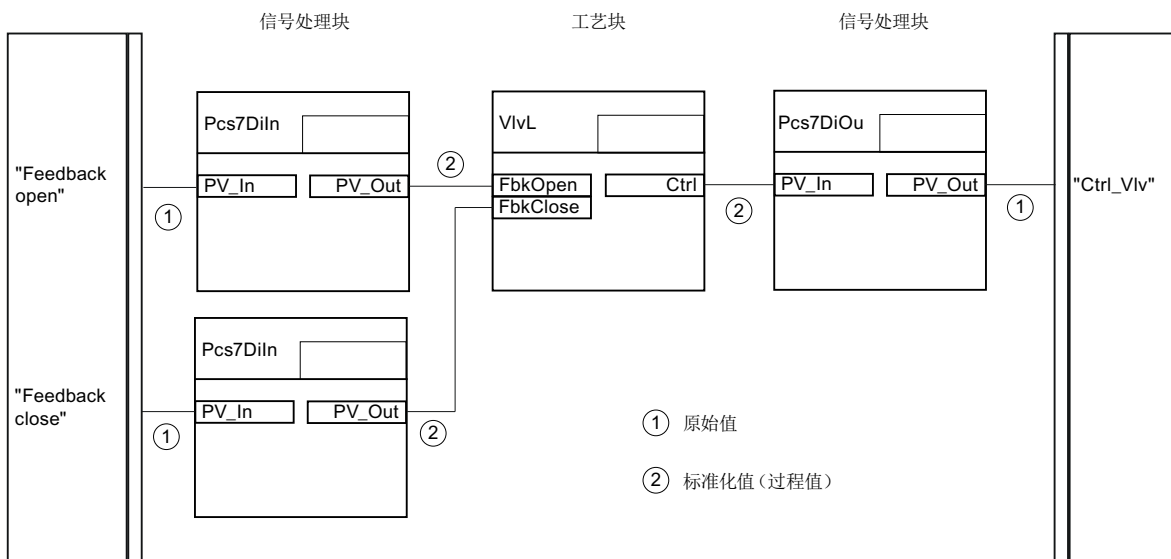 信号处理块
工艺块
信号处理块
Pcs7DiIn
VlvL
Pcs7DiOu
"Feedback
open"
PV_In
PV_Out
②
FbkOpen
Ctrl
PV_In
PV_Out
"Ctrl_Vlv"
①
FbkClose
②
①
Pcs7DiIn
"Feedback
close"
PV_In
PV_Out
①
②
① 原始值
② 标准化值（过程值）